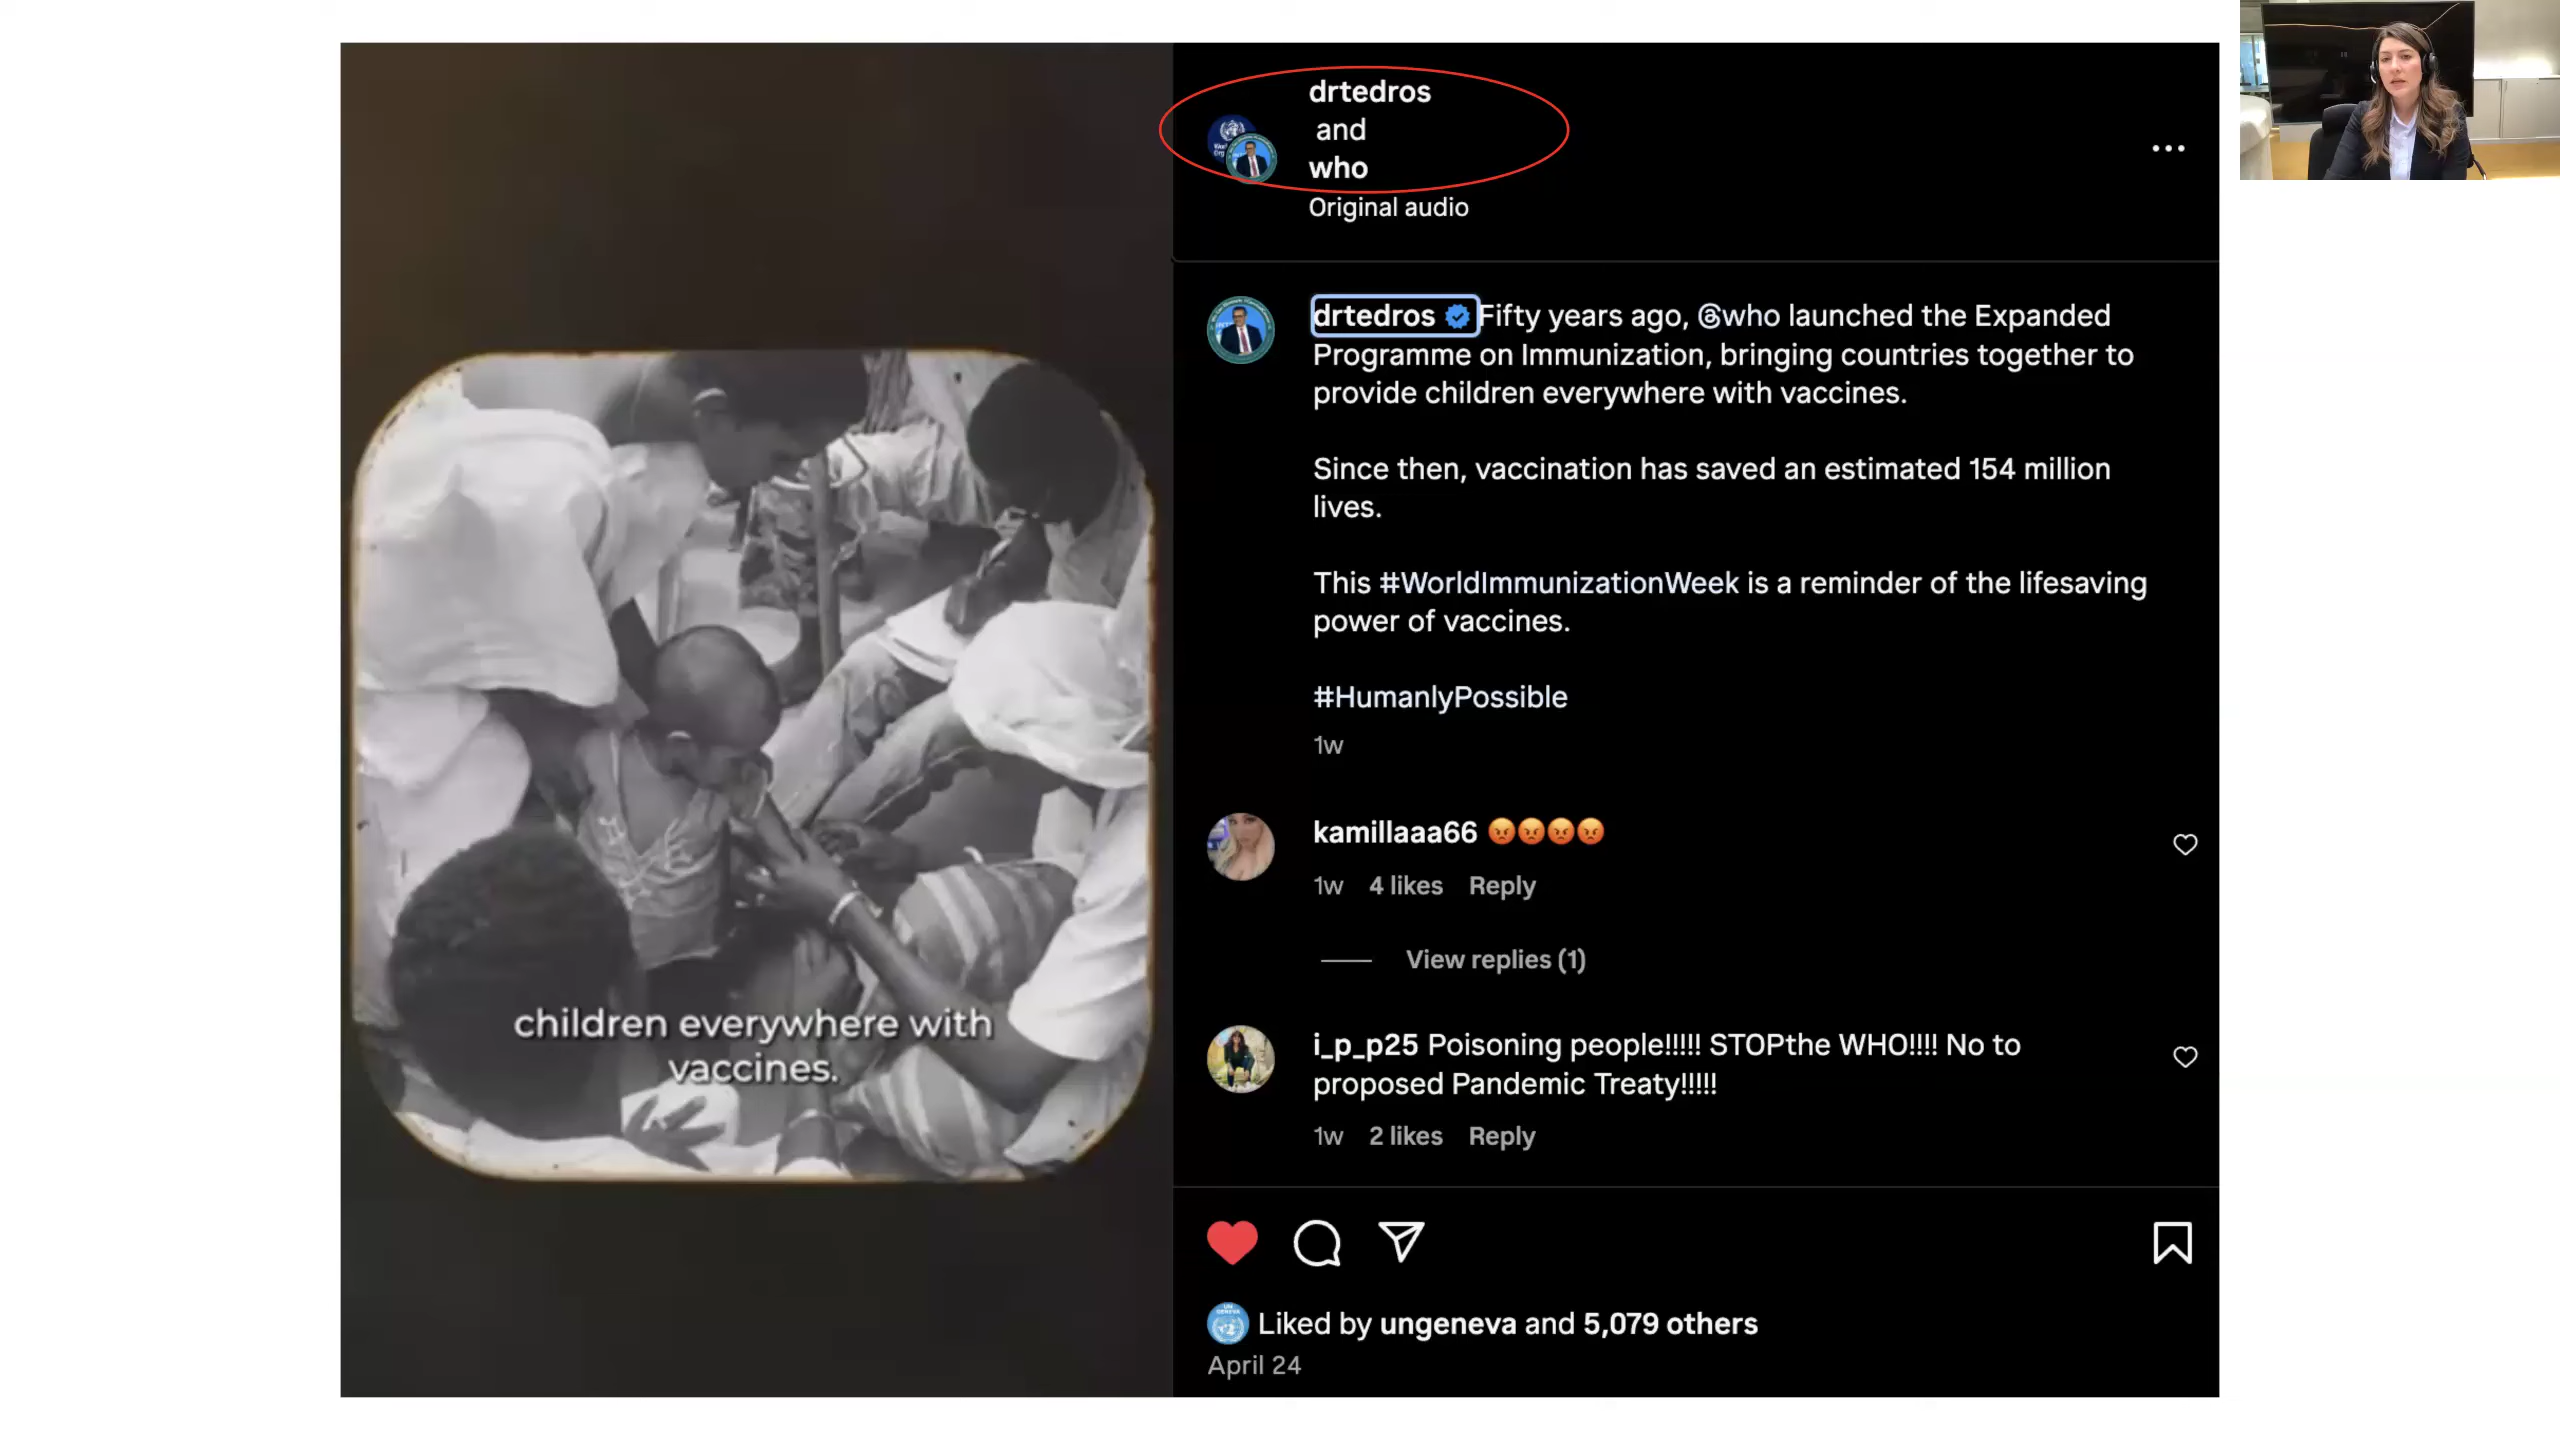 drtedros
and
who
Original audio
drtedros Fifty years ago, @who launched the Expanded
Programme on Immunization, bringing countries together to
provide children everywhere with vaccines.
Since then, vaccination has saved an estimated 154 million
lives.
This #WorldImmunizationWeek is a reminder of the lifesaving
power of vaccines.
#HumanlyPossible
1w
kamillaaa66 😡😡😡😡
1w 4 likes Reply
View replies (1)
i_p_p25 Poisoning people!!!!! STOPthe WHO!!!! No to
proposed Pandemic Treaty!!!!!
1w 2 likes Reply
Liked by ungeneva and 5,079 others
April 24
children everywhere with
vaccines.